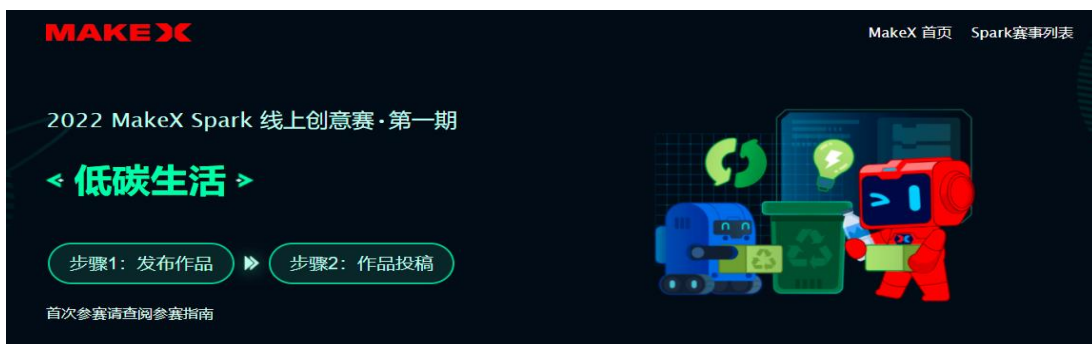 MAKEX
MakeX 首页 Spark赛事列表
2022 MakeX Spark 线上创意赛·第一期
低碳生活
步骤1：发布作品
步骤2：作品投稿
首次参赛请查阅参赛指南